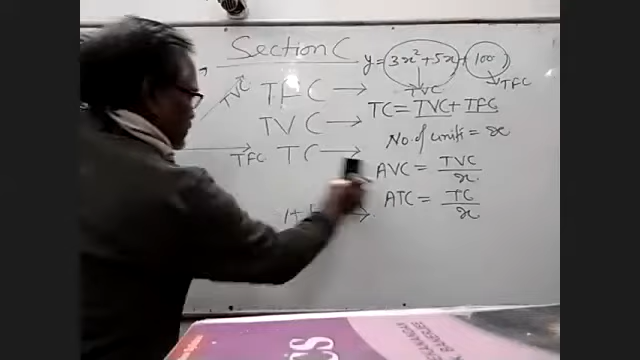 Section C
y = 3x² + 5x + 100
TVC
TFC
TVC
TFC →
TC = TVC + TFC
TVC →
No. of units = x
TFC
TC →
AVC = TVC / x
ATC = TC / x